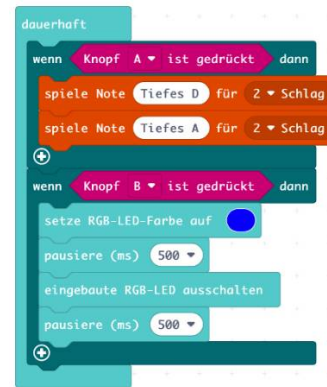 dauerhaft
wenn Knopf A ist gedrückt dann
spiele Note Tiefes D für 2 Schlag
spiele Note Tiefes A für 2 Schlag
wenn Knopf B ist gedrückt dann
setze RGB-LED-Farbe auf
pausiere (ms) 500
eingebaute RGB-LED ausschalten
pausiere (ms) 500